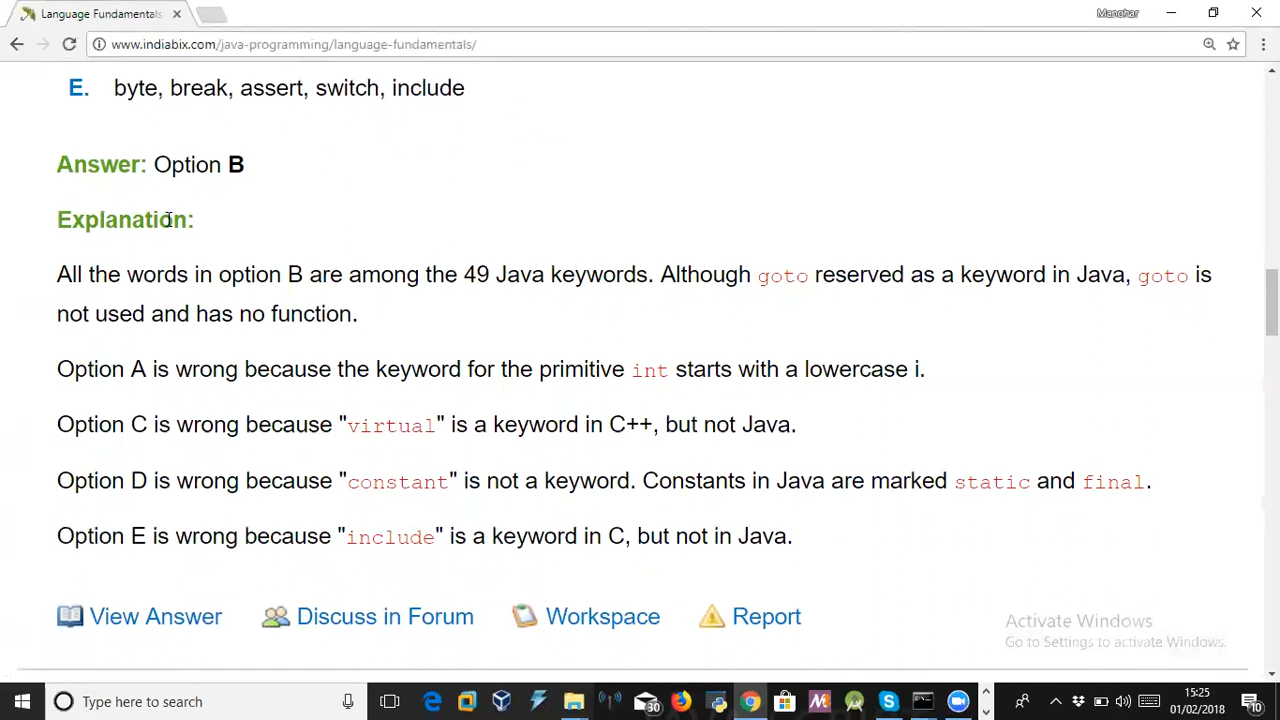 Language Fundamentals
Manohar
www.indiabix.com/java-programming/language-fundamentals/
E. byte, break, assert, switch, include
Answer: Option B
Explanation:
All the words in option B are among the 49 Java keywords. Although goto reserved as a keyword in Java, goto is
not used and has no function.
Option A is wrong because the keyword for the primitive int starts with a lowercase i.
Option C is wrong because "virtual" is a keyword in C++, but not Java.
Option D is wrong because "constant" is not a keyword. Constants in Java are marked static and final.
Option E is wrong because "include" is a keyword in C, but not in Java.
View Answer Discuss in Forum Workspace Report
Activate Windows
Go to Settings to activate Windows.
Type here to search
30
15:25
01/02/2018
10